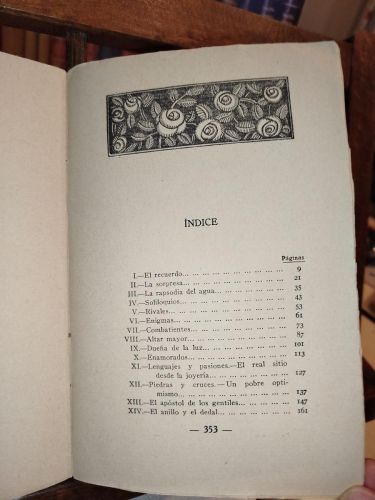 ÍNDICE
Páginas
I.—El recuerdo... ... ... ... ... ... ... ... ... 9
II.—La sorpresa... ... ... ... ... ... ... ... 21
III.—La rapsodia del agua... ... ... ... ... 35
IV.—Soliloquios ... ... ... ... ... ... ... ... 43
V.—Rivales... ... ... ... ... ... ... ... ... 53
VI.—Enigmas ... ... ... ... ... ... ... ... ... 61
VII.—Combatientes ... ... ... ... ... ... ... 73
VIII.—Altar mayor ... ... ... ... ... ... ... 87
IX.—Dueña de la luz... ... ... ... ... ... ... 101
X.—Enamorados ... ... ... ... ... ... ... ... 113
XI.—Lenguajes y pasiones.—El real sitio
desde la joyería... ... ... ... ... ... 127
XII.—Piedras y cruces.—Un pobre opti-
mismo... ... ... ... ... ... ... ... ... 137
XIII.—El apóstol de los gentiles ... ... ... ... 147
XIV.—El anillo y el dedal ... ... ... ... ... ... 161
— 353 —